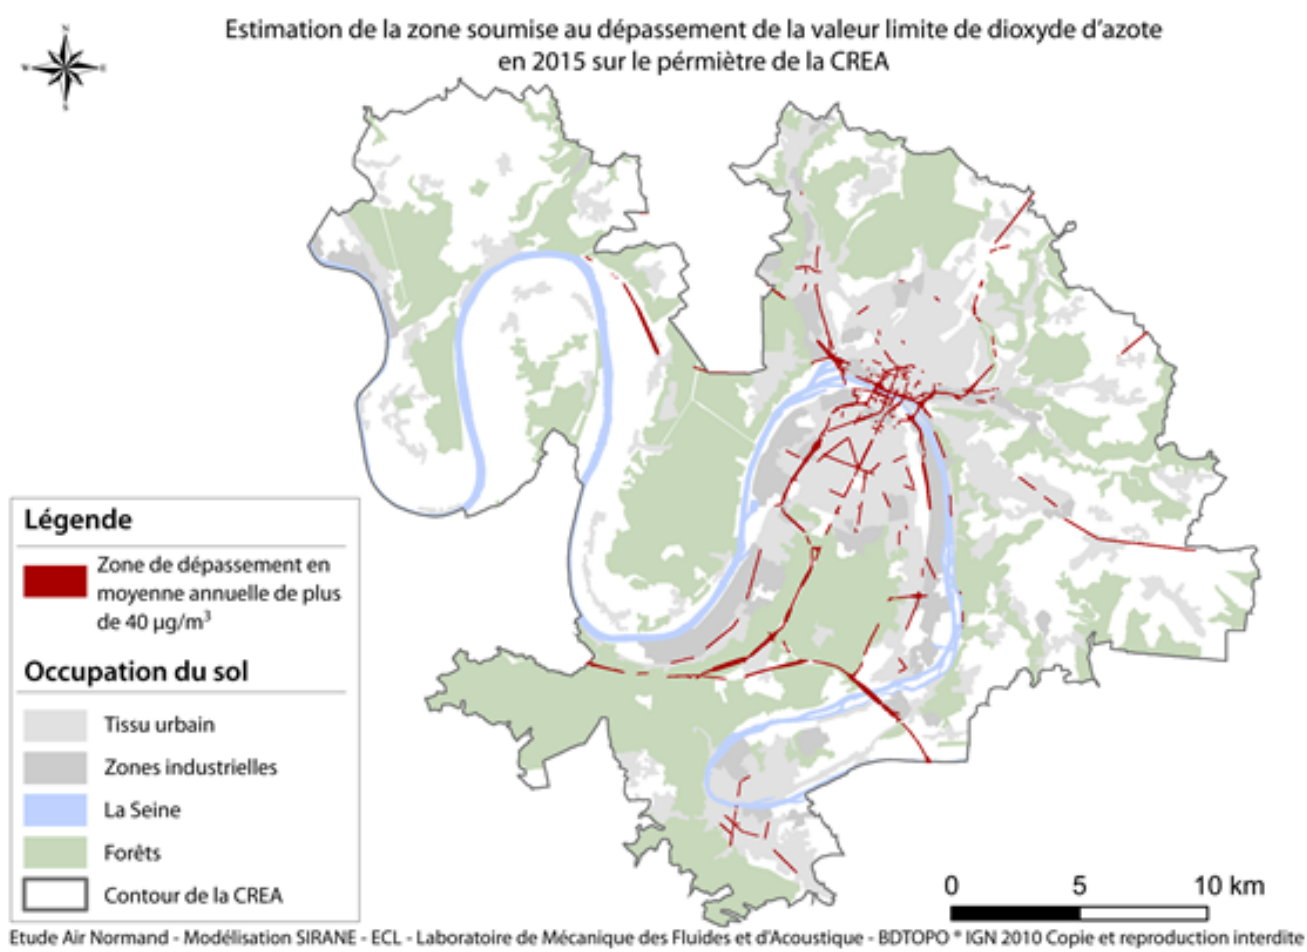 Estimation de la zone soumise au dépassement de la valeur limite de dioxyde d'azote
en 2015 sur le pérmiètre de la CREA
N
W
E
S
Légende
Zone de dépassement en
moyenne annuelle de plus
de 40 µg/m³
Occupation du sol
Tissu urbain
Zones industrielles
La Seine
Forêts
Contour de la CREA
0 5 10 km
Etude Air Normand - Modélisation SIRANE - ECL - Laboratoire de Mécanique des Fluides et d'Acoustique - BDTOPO ® IGN 2010 Copie et reproduction interdite